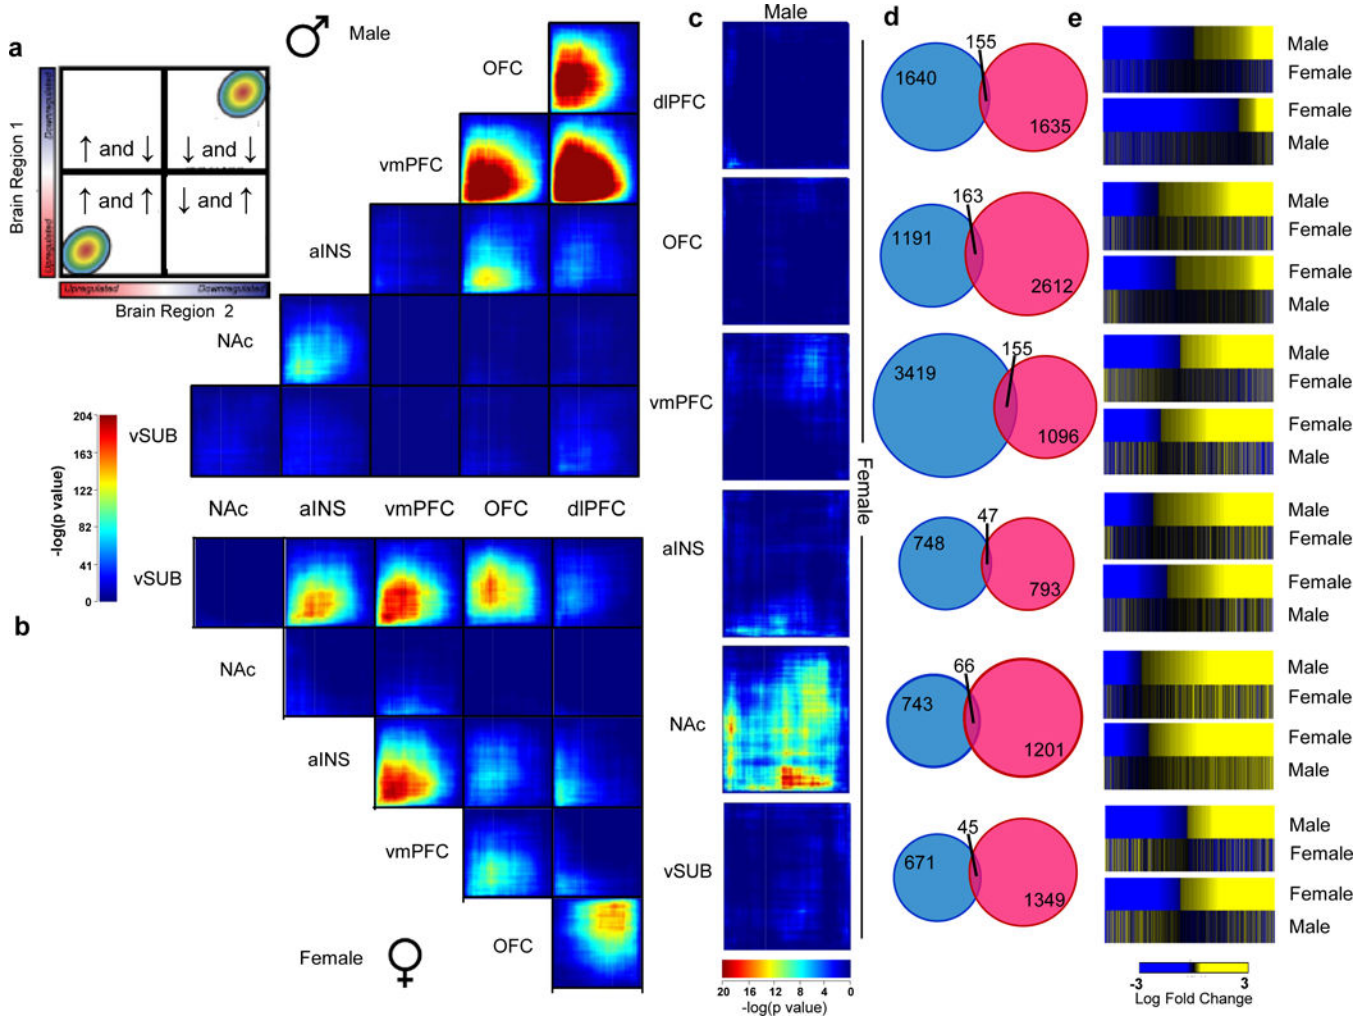 a
Brain Region 1
Downregulated
Upregulated
↑ and ↓
↓ and ↓
↑ and ↑
↓ and ↑
Upregulated
Downregulated
Brain Region 2
♂ Male
OFC
vmPFC
aINS
NAc
vSUB
204
163
122
82
41
0
-log(p value)
NAc
aINS
vmPFC
OFC
dlPFC
b
vSUB
NAc
aINS
vmPFC
OFC
Female ♀
c
Male
dlPFC
OFC
vmPFC
aINS
NAc
vSUB
Female
20
16
12
8
4
0
-log(p value)
d
1640
155
1635
1191
163
2612
3419
155
1096
748
47
793
743
66
1201
671
45
1349
e
Male
Female
Female
Male
Male
Female
Female
Male
Male
Female
Female
Male
Male
Female
Female
Male
Male
Female
Female
Male
Male
Female
Female
Male
-3
3
Log Fold Change